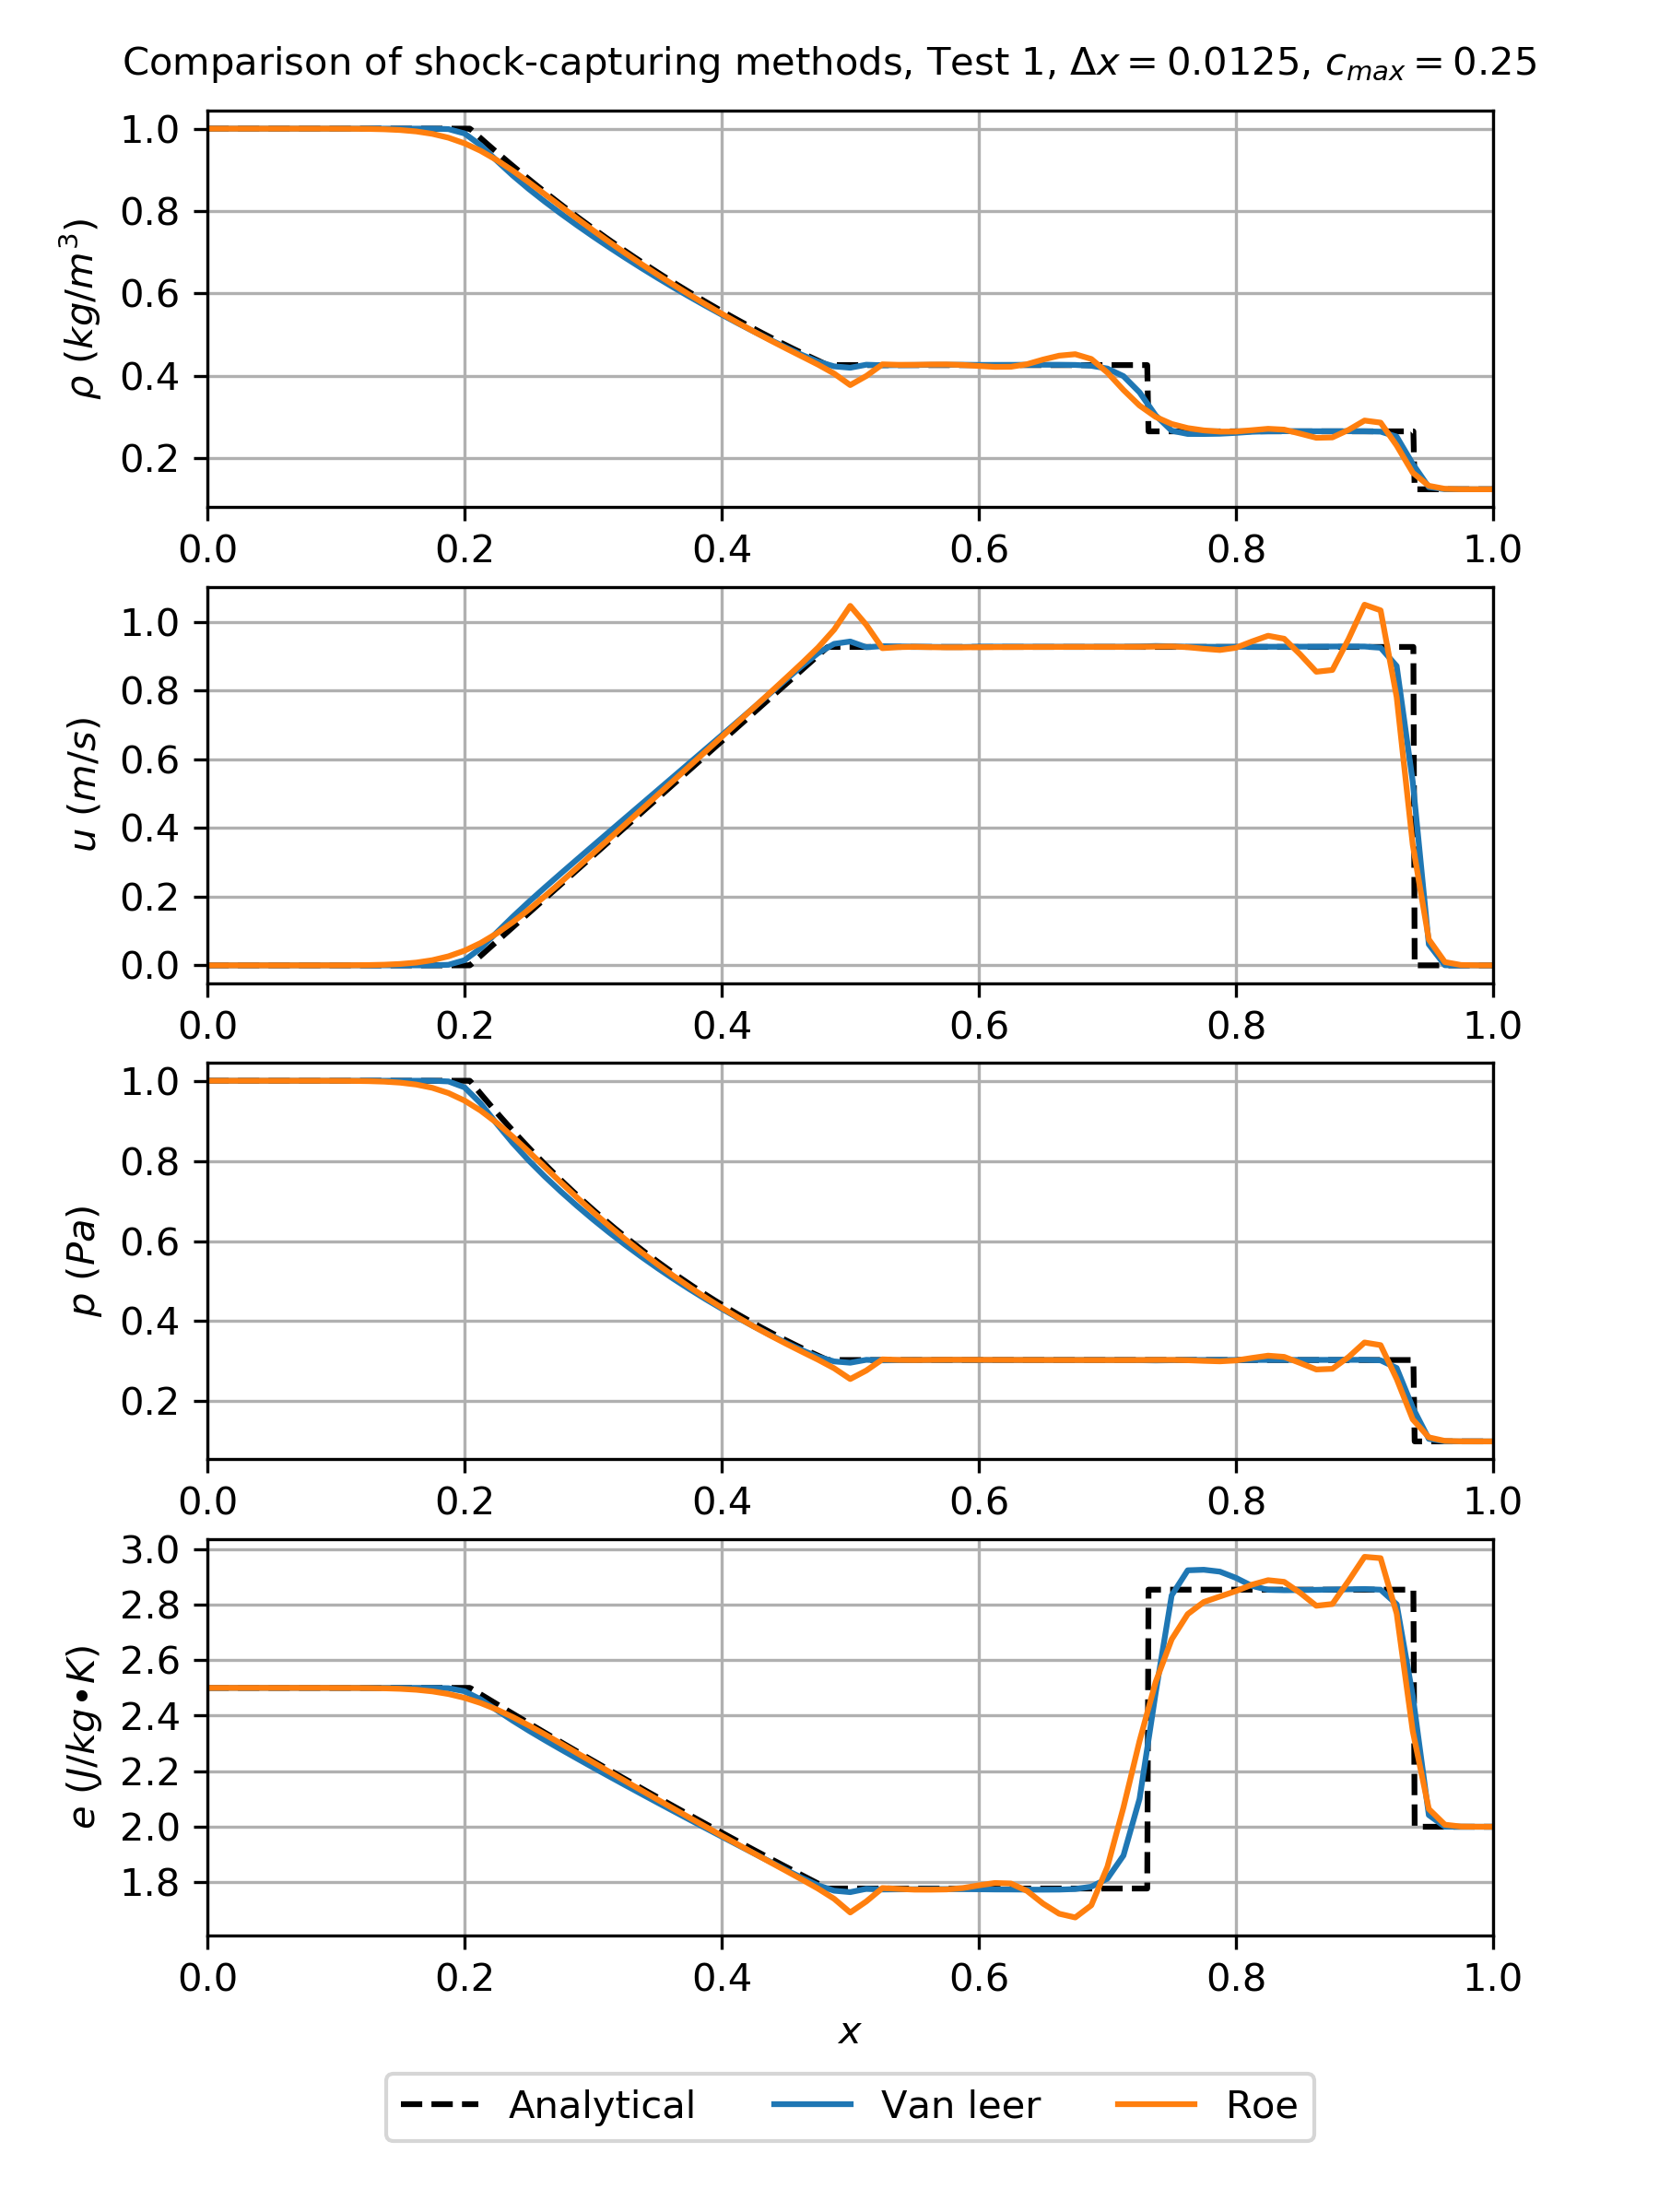 Comparison of shock-capturing methods, Test 1, Δx = 0.0125, c_max = 0.25
1.0
0.8
0.6
0.4
0.2
ρ (kg/m³)
0.0 0.2 0.4 0.6 0.8 1.0
1.0
0.8
0.6
0.4
0.2
0.0
u (m/s)
0.0 0.2 0.4 0.6 0.8 1.0
1.0
0.8
0.6
0.4
0.2
p (Pa)
0.0 0.2 0.4 0.6 0.8 1.0
3.0
2.8
2.6
2.4
2.2
2.0
1.8
e (J/kg•K)
0.0 0.2 0.4 0.6 0.8 1.0
x
Analytical Van leer Roe